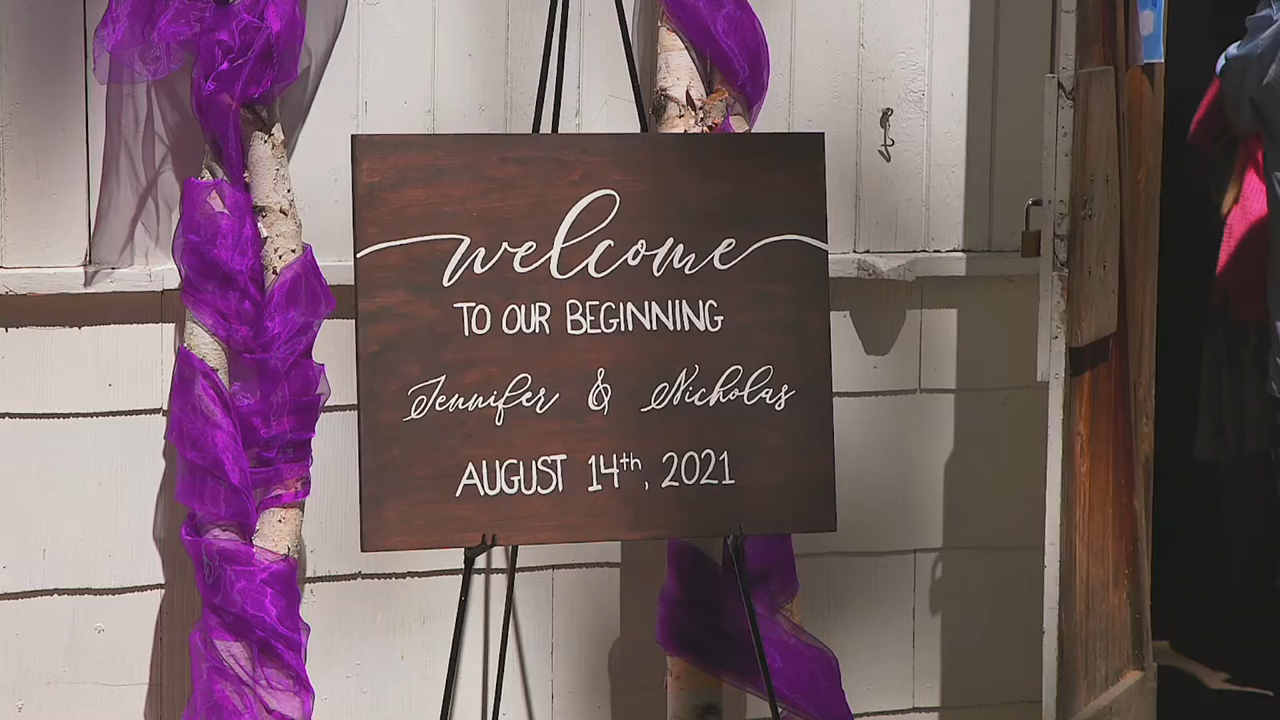 welcome
TO OUR BEGINNING
Jennifer & Nicholas
AUGUST 14th, 2021